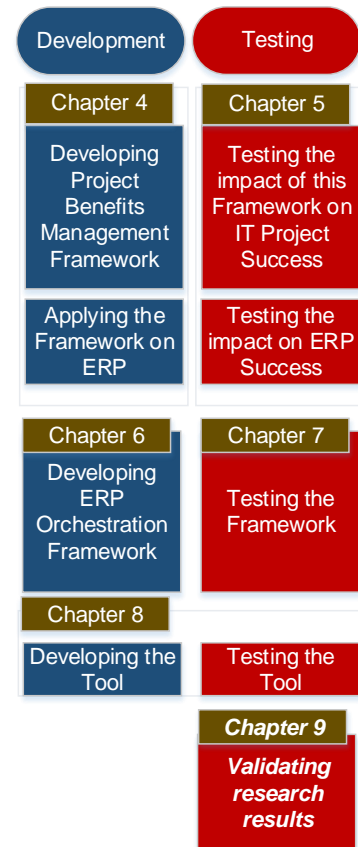 Development
Testing
Chapter 4
Developing
Project
Benefits
Management
Framework
Applying the
Framework on
ERP
Chapter 5
Testing the
impact of this
Framework on
IT Project
Success
Testing the
impact on ERP
Success
Chapter 6
Developing
ERP
Orchestration
Framework
Chapter 7
Testing the
Framework
Chapter 8
Developing the
Tool
Testing the
Tool
Chapter 9
Validating
research
results